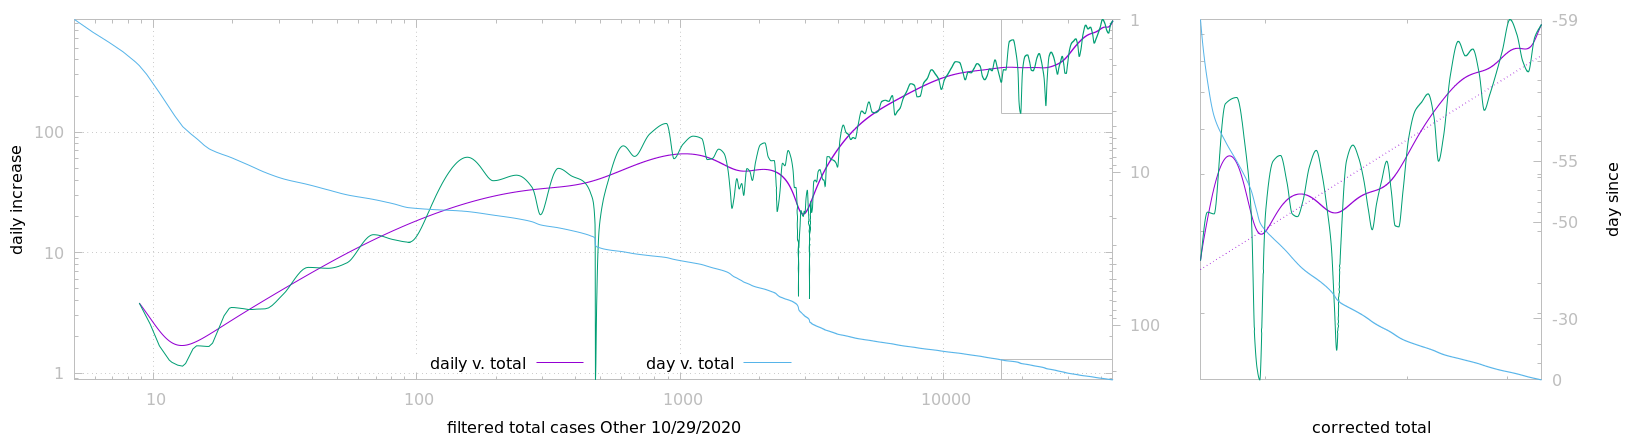 daily increase
100
10
1
10
100
1000
10000
filtered total cases Other 10/29/2020
daily v. total
day v. total
1
10
100
-59
-55
-50
-30
0
day since
corrected total